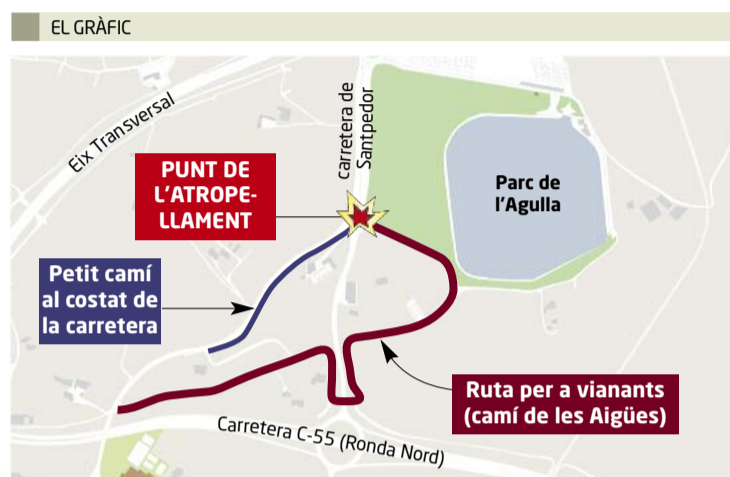 EL GRÀFIC
Eix Transversal
Carretera de
Santpedor
PUNT DE
L'ATROPE-
LLAMENT
Parc de
l'Agulla
Petit camí
al costat de
la carretera
Ruta per a vianants
(camí de les Aigües)
Carretera C-55 (Ronda Nord)